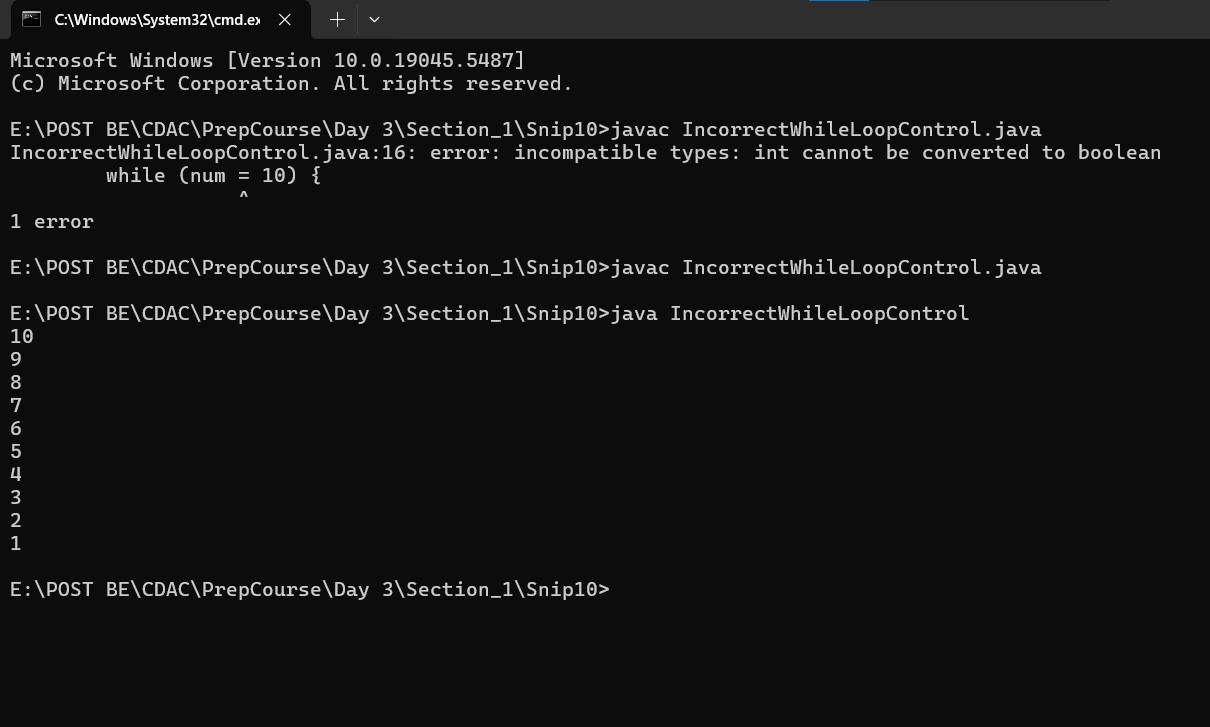 C:\Windows\System32\cmd.ex
Microsoft Windows [Version 10.0.19045.5487]
(c) Microsoft Corporation. All rights reserved.
E:\POST BE\CDAC\PrepCourse\Day 3\Section_1\Snip10>javac IncorrectWhileLoopControl.java
IncorrectWhileLoopControl.java:16: error: incompatible types: int cannot be converted to boolean
        while (num = 10) {
                   ^
1 error
E:\POST BE\CDAC\PrepCourse\Day 3\Section_1\Snip10>javac IncorrectWhileLoopControl.java
E:\POST BE\CDAC\PrepCourse\Day 3\Section_1\Snip10>java IncorrectWhileLoopControl
10
9
8
7
6
5
4
3
2
1
E:\POST BE\CDAC\PrepCourse\Day 3\Section_1\Snip10>